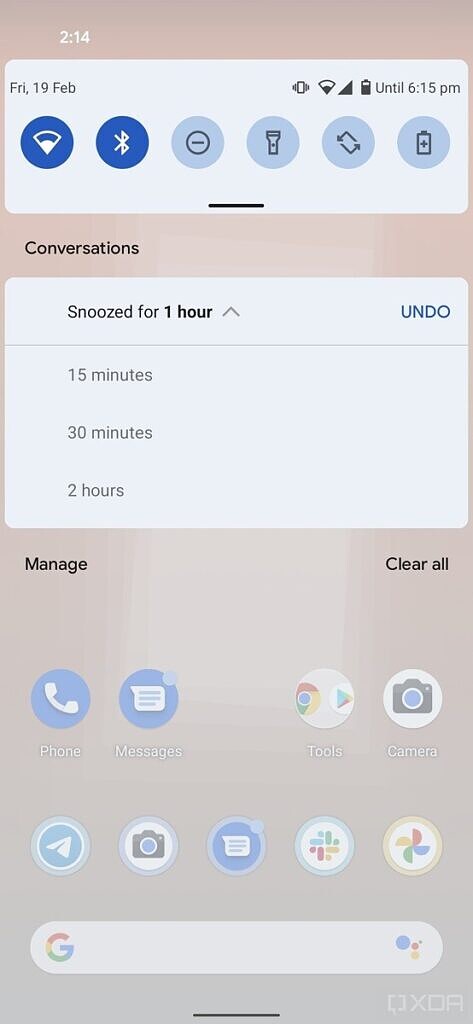 2:14
Fri, 19 Feb Until 6:15 pm
Conversations
Snoozed for 1 hour UNDO
15 minutes
30 minutes
2 hours
Manage Clear all
Phone Messages Tools Camera
XDA